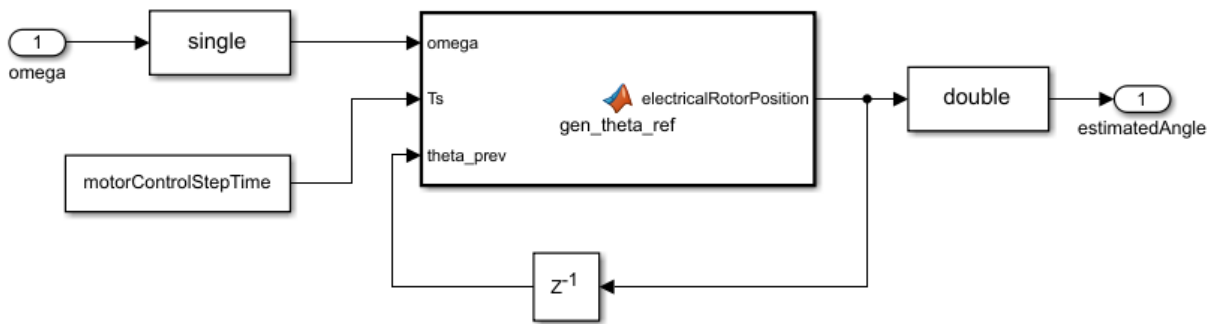 1
omega
single
omega
Ts
theta_prev
electricalRotorPosition
gen_theta_ref
motorControlStepTime
double
1
estimatedAngle
Z-1